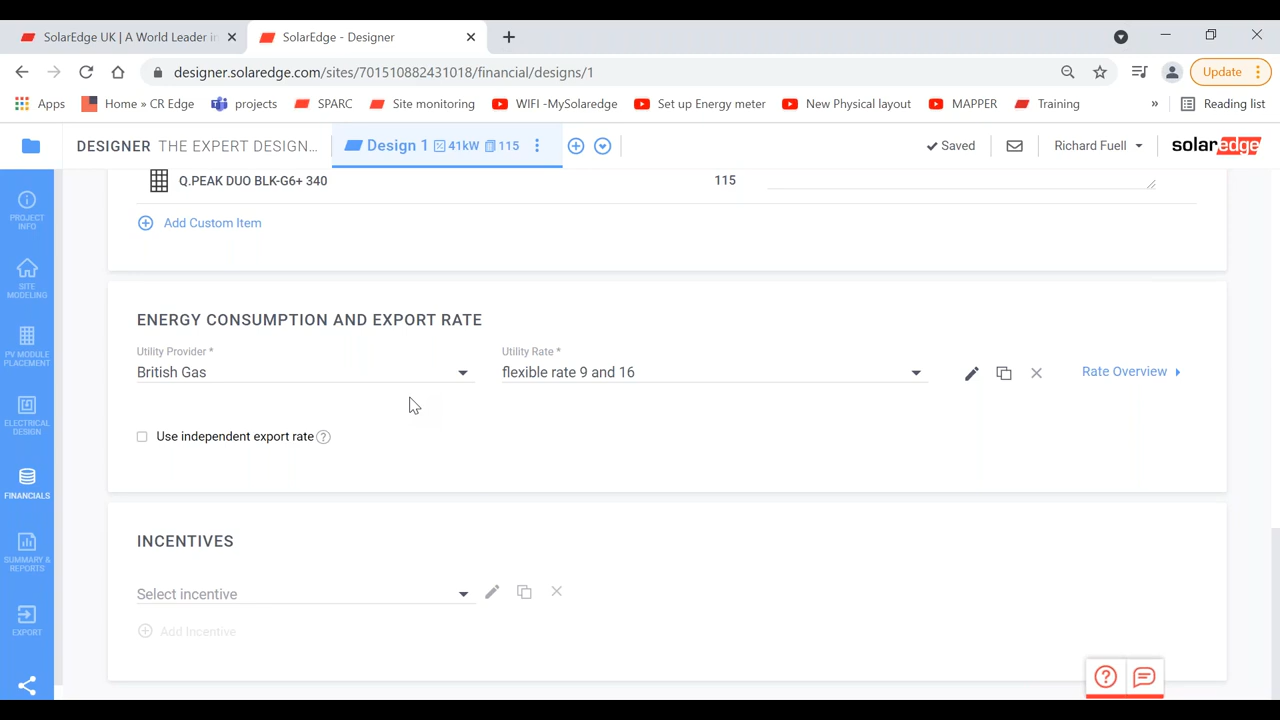 SolarEdge UK | A World Leader in
SolarEdge - Designer
designer.solaredge.com/sites/701510882431018/financial/designs/1
Update
Apps
Home » CR Edge
projects
SPARC
Site monitoring
WIFI -MySolaredge
Set up Energy meter
New Physical layout
MAPPER
Training
»
Reading list
DESIGNER THE EXPERT DESIGN...
Design 1 41kW 115
Saved
Richard Fuell
solaredge
PROJECT
INFO
SITE
MODELING
PV MODULE
PLACEMENT
ELECTRICAL
DESIGN
FINANCIALS
SUMMARY &
REPORTS
EXPORT
Q.PEAK DUO BLK-G6+ 340
115
Add Custom Item
ENERGY CONSUMPTION AND EXPORT RATE
Utility Provider *
British Gas
Utility Rate *
flexible rate 9 and 16
Rate Overview
Use independent export rate ?
INCENTIVES
Select incentive
Add Incentive
?